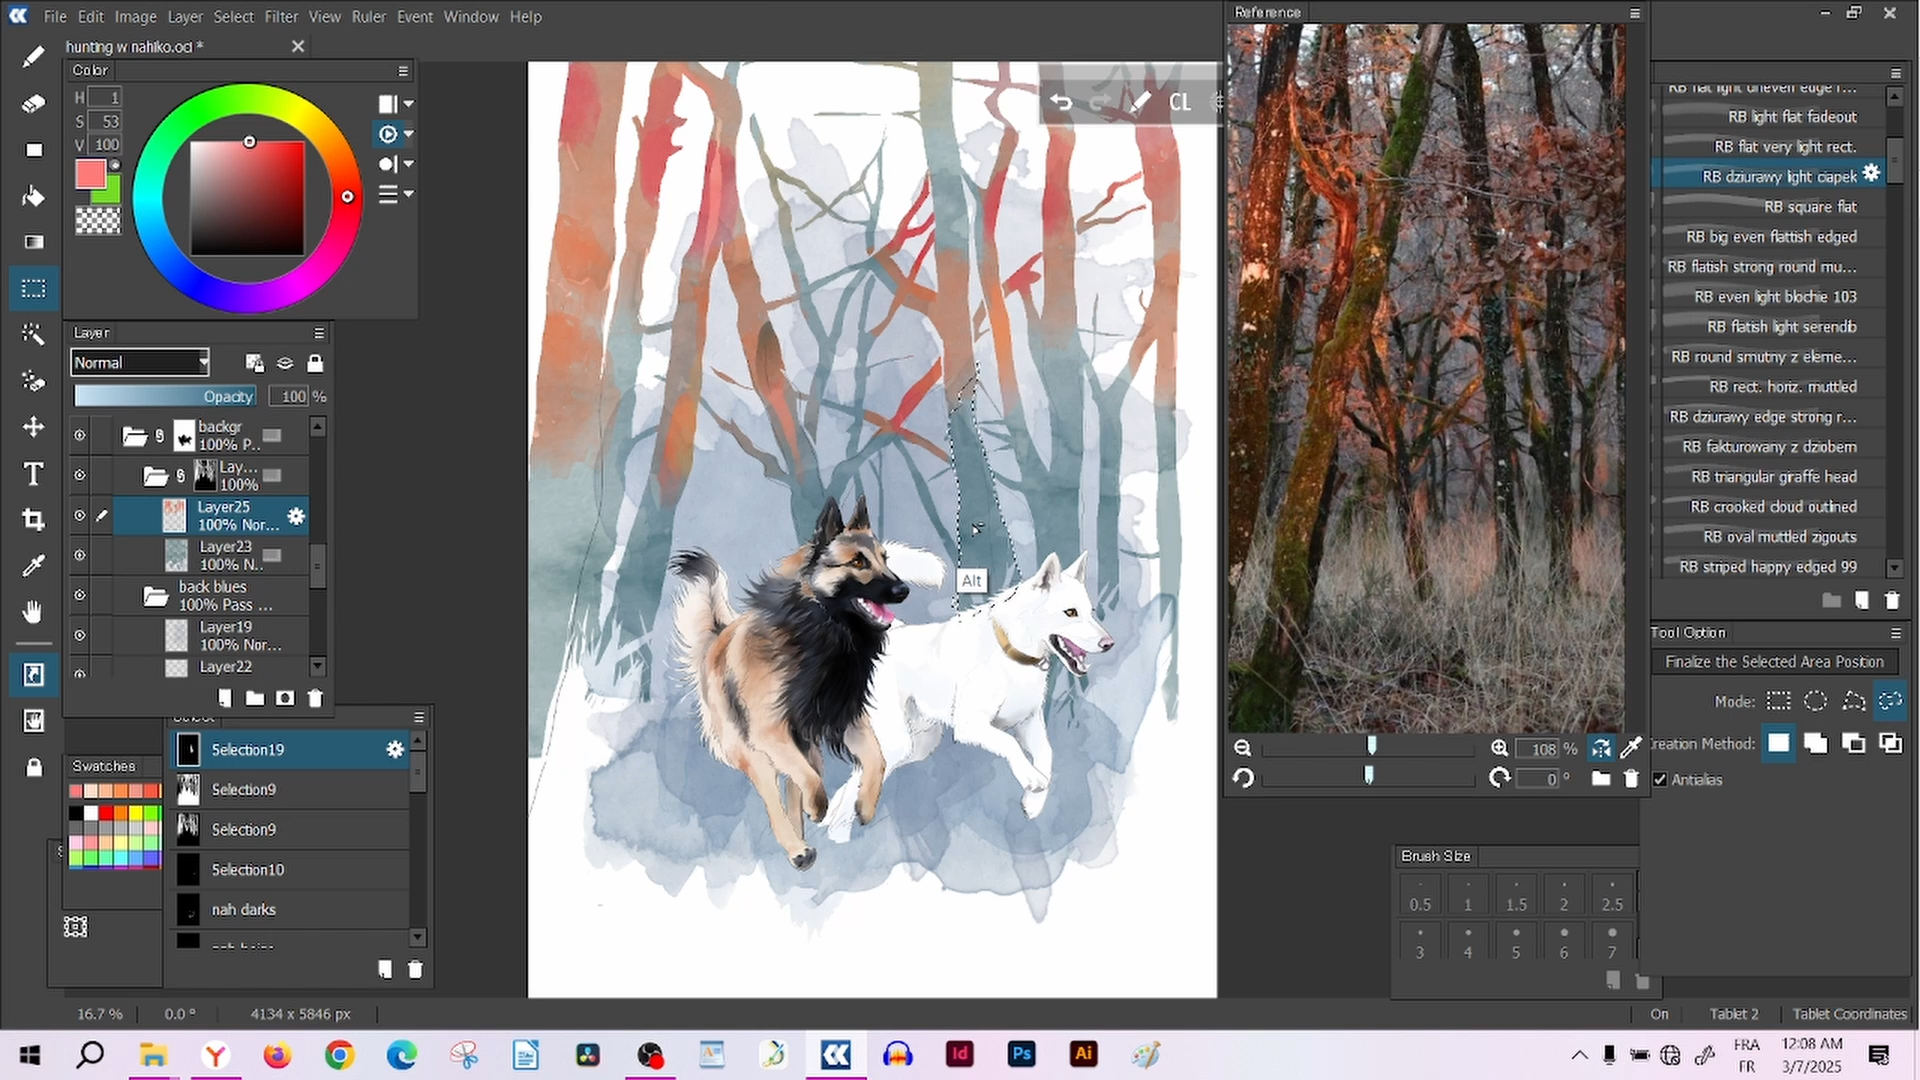 File Edit Image Layer Select Filter View Ruler Event Window Help
hunting w nahiko.oci *
Color
H 1
S 53
V 100
CL
Reference
Layer
Normal
Opacity 100 %
backgr
100% P..
Lay...
100%
Layer25
100% Nor...
Layer23
100% N..
back blues
100% Pass ...
Layer19
100% Nor...
Layer22
Selection19
Selection9
Selection9
Selection10
nah darks
Swatches
Alt
RB light flat fadeout
RB flat very light rect.
RB dziurawy light ciapek
RB square flat
RB big even flattish edged
RB flatish strong round mu...
RB even light blochie 103
RB flatish light serendib
RB round smutny z eleme...
RB rect. horiz. muttled
RB dziurawy edge strong r...
RB fakturowany z dziobem
RB triangular giraffe head
RB crooked cloud outlined
RB oval muttled zigouts
RB striped happy edged 99
108 %
0 °
Tool Option
Finalize the Selected Area Position
Mode:
Creation Method:
Antialias
Brush Size
0.5 1 1.5 2 2.5
3 4 5 6 7
16.7 % 0.0 ° 4134 x 5846 px
On Tablet 2 Tablet Coordinates
Id Ps Ai
FRA
FR
12:08 AM
3/7/2025